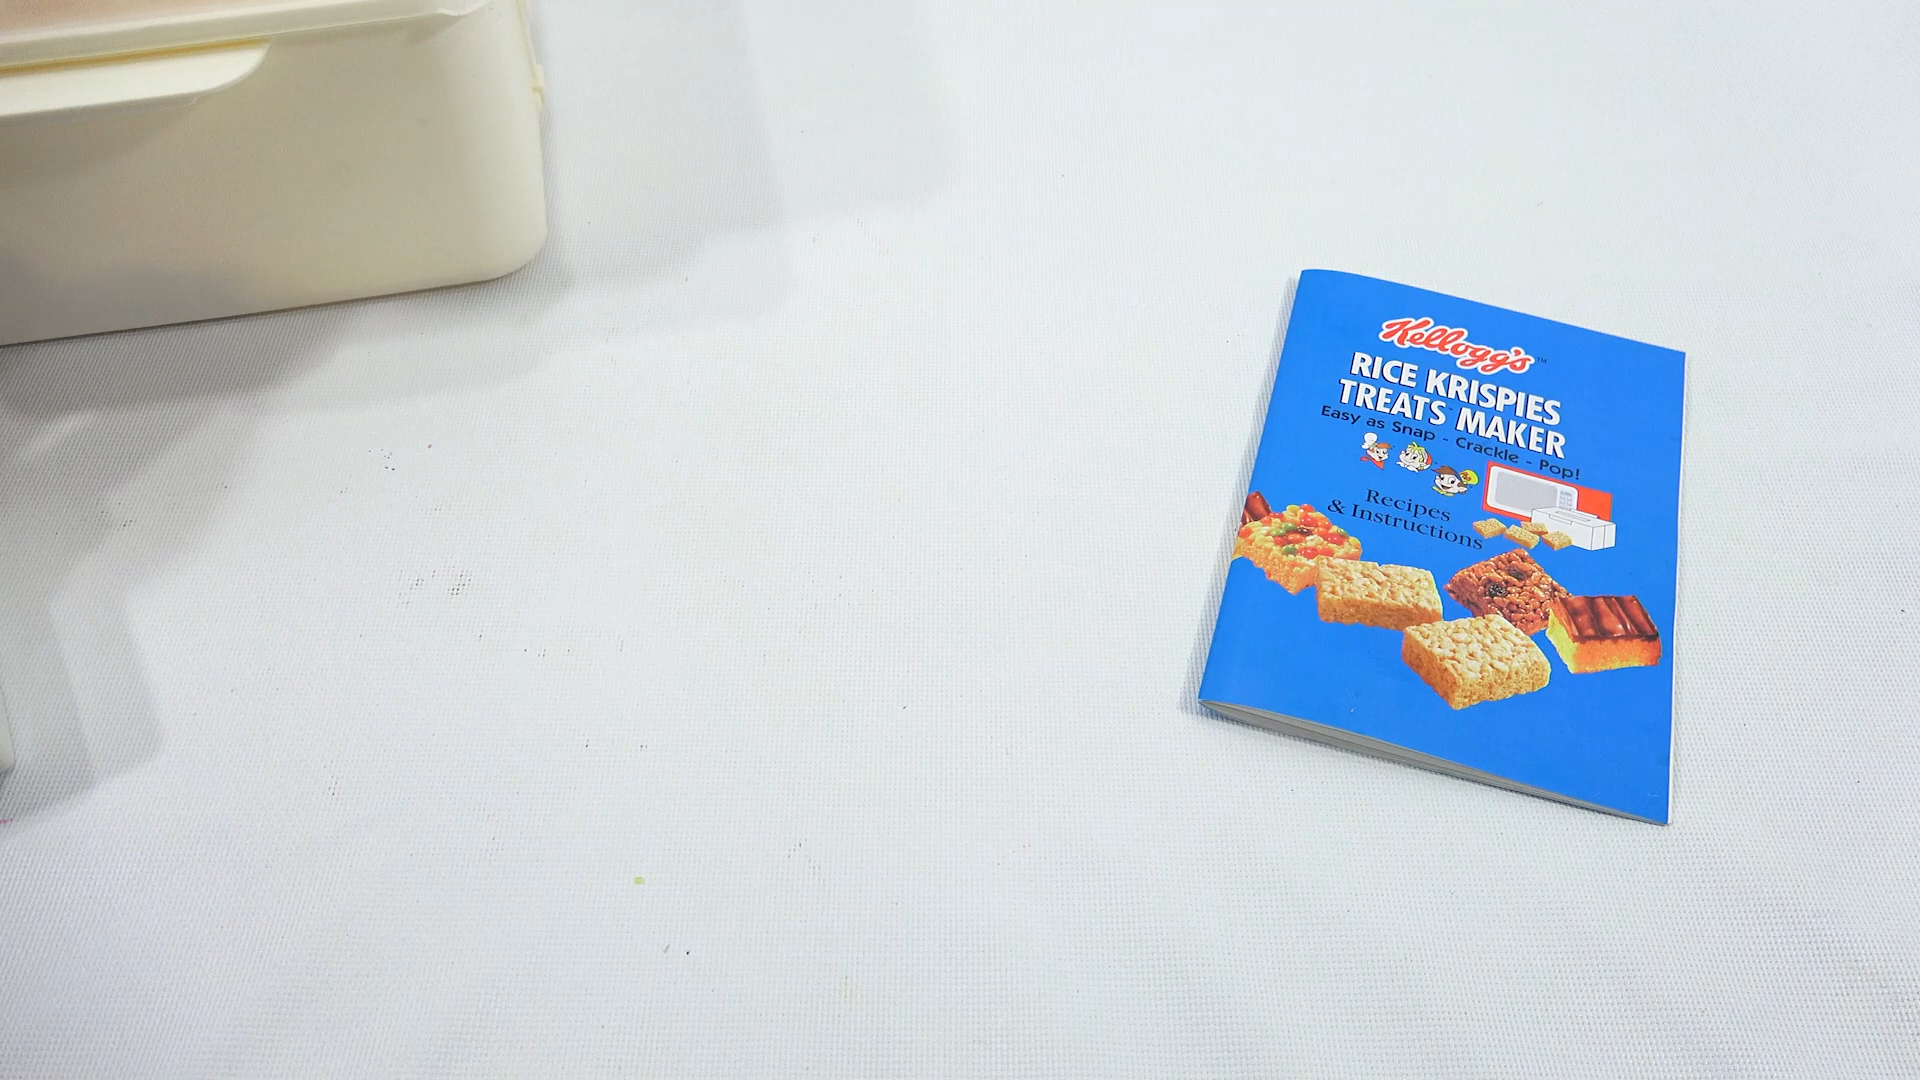 Kellogg's™
RICE KRISPIES
TREATS™ MAKER
Easy as Snap - Crackle - Pop!
Recipes
& Instructions